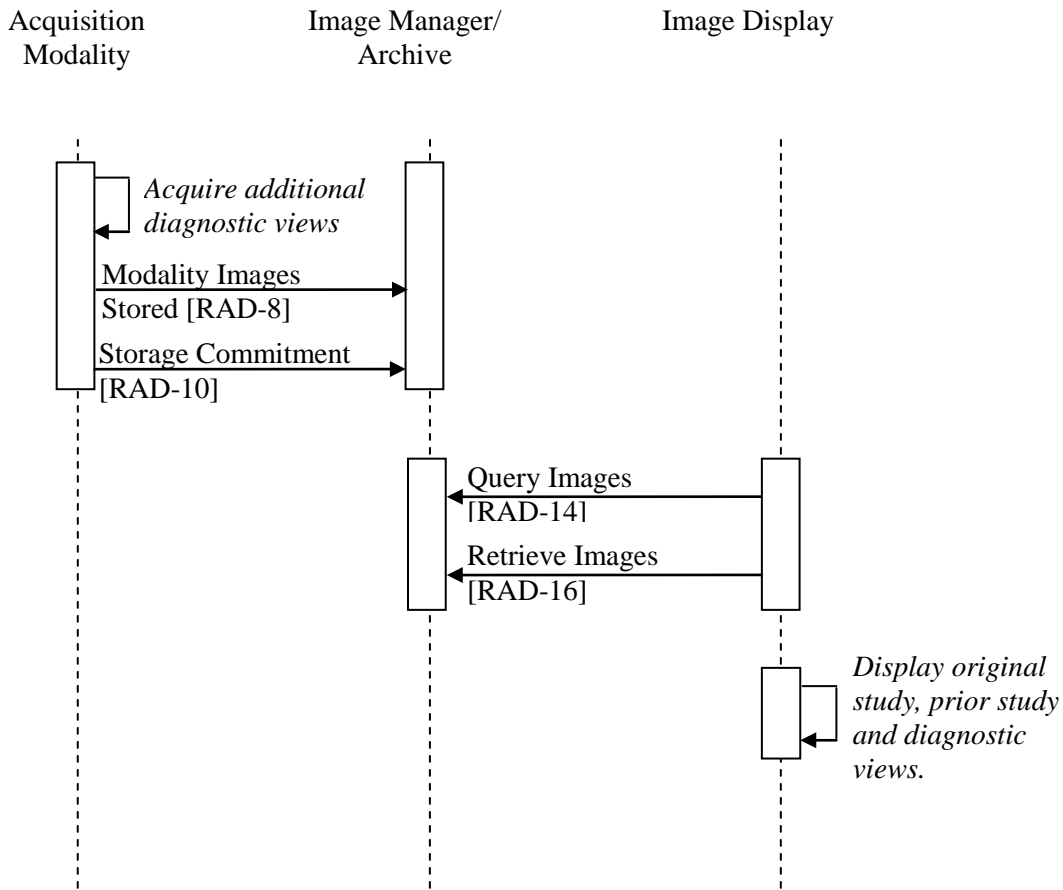 Acquisition
Modality
Image Manager/
Archive
Image Display
Acquire additional
diagnostic views
Modality Images
Stored [RAD-8]
Storage Commitment
[RAD-10]
Query Images
[RAD-14]
Retrieve Images
[RAD-16]
Display original
study, prior study
and diagnostic
views.